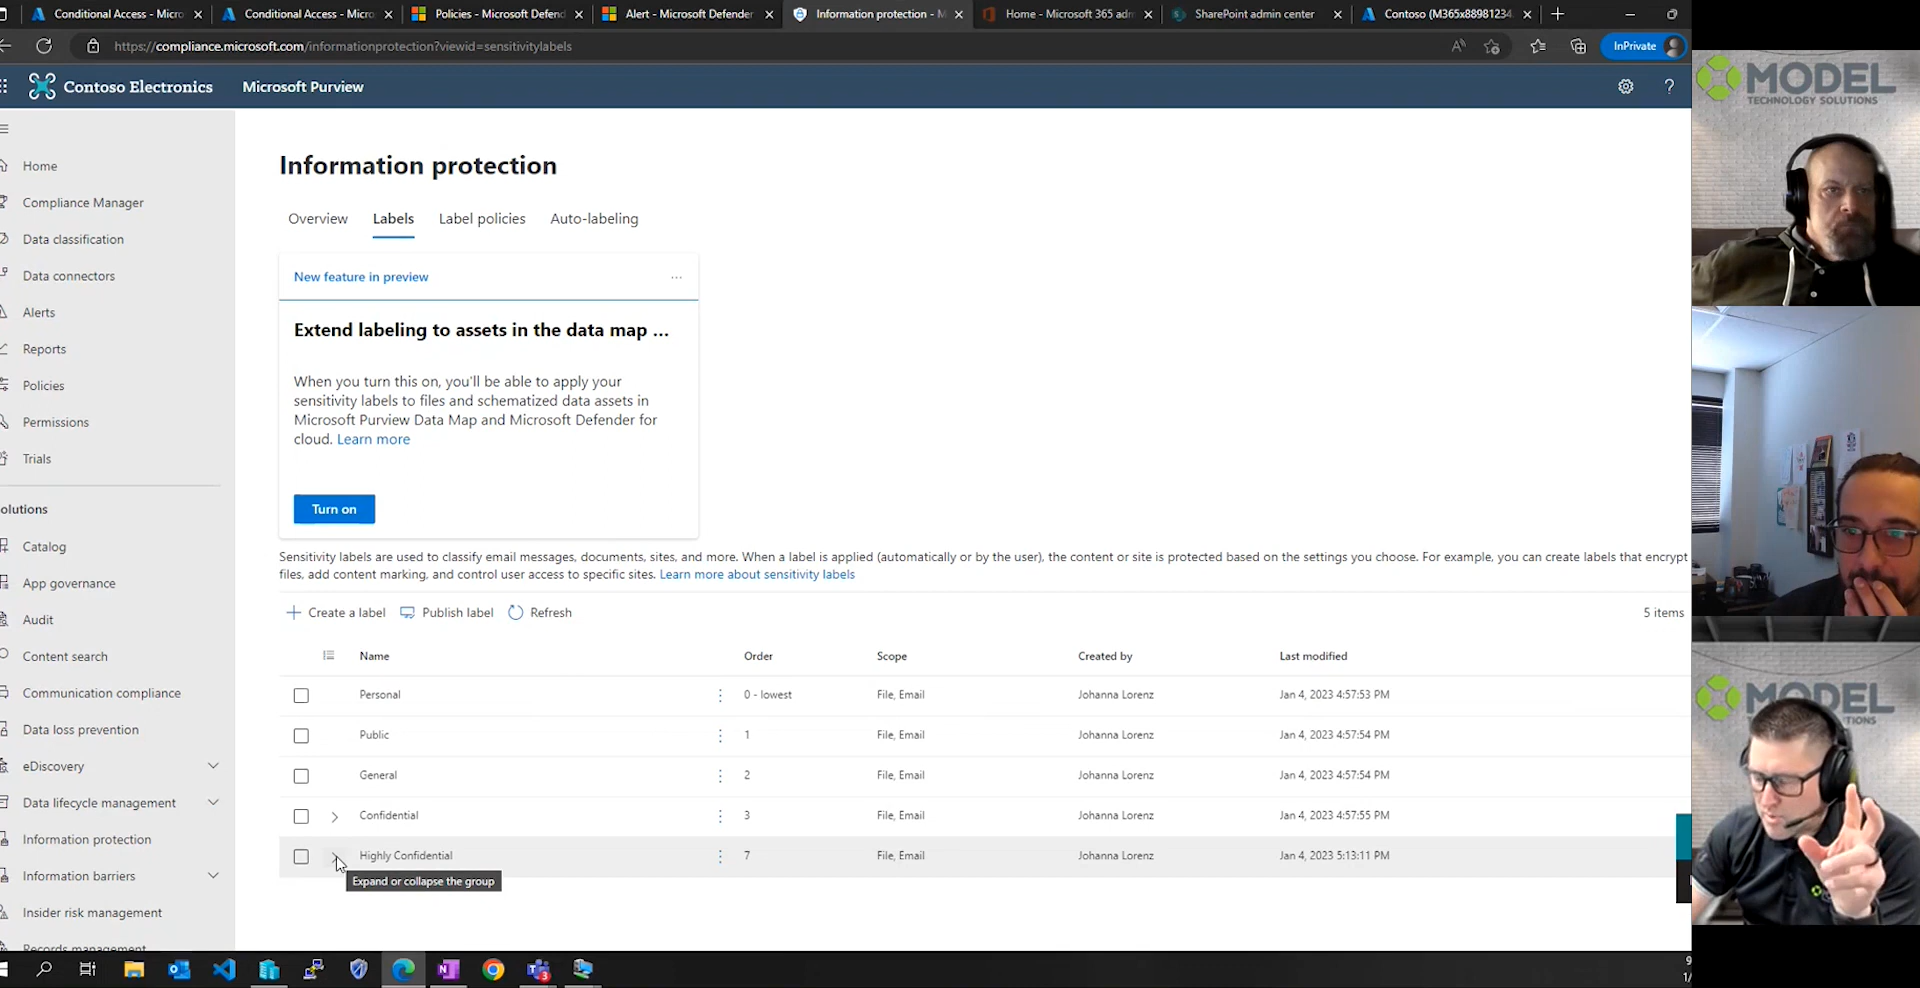 Conditional Access - Micro
Conditional Access - Micros
Policies - Microsoft Defend
Alert - Microsoft Defender
Information protection - M
Home - Microsoft 365 adm
SharePoint admin center
Contoso (M365x88981234
https://compliance.microsoft.com/informationprotection?viewid=sensitivitylabels
InPrivate
Contoso Electronics
Microsoft Purview
?
Home
Compliance Manager
Data classification
Data connectors
Alerts
Reports
Policies
Permissions
Trials
olutions
Catalog
App governance
Audit
Content search
Communication compliance
Data loss prevention
eDiscovery
Data lifecycle management
Information protection
Information barriers
Insider risk management
Records management
Information protection
Overview
Labels
Label policies
Auto-labeling
New feature in preview
...
Extend labeling to assets in the data map ...
When you turn this on, you'll be able to apply your
sensitivity labels to files and schematized data assets in
Microsoft Purview Data Map and Microsoft Defender for
cloud. Learn more
Turn on
Sensitivity labels are used to classify email messages, documents, sites, and more. When a label is applied (automatically or by the user), the content or site is protected based on the settings you choose. For example, you can create labels that encrypt
files, add content marking, and control user access to specific sites. Learn more about sensitivity labels
Create a label
Publish label
Refresh
5 items
Name Order Scope Created by Last modified
Personal 0 - lowest File, Email Johanna Lorenz Jan 4, 2023 4:57:53 PM
Public 1 File, Email Johanna Lorenz Jan 4, 2023 4:57:54 PM
General 2 File, Email Johanna Lorenz Jan 4, 2023 4:57:54 PM
Confidential 3 File, Email Johanna Lorenz Jan 4, 2023 4:57:55 PM
Highly Confidential 7 File, Email Johanna Lorenz Jan 4, 2023 5:13:11 PM
Expand or collapse the group
MODEL
TECHNOLOGY SOLUTIONS
MODEL